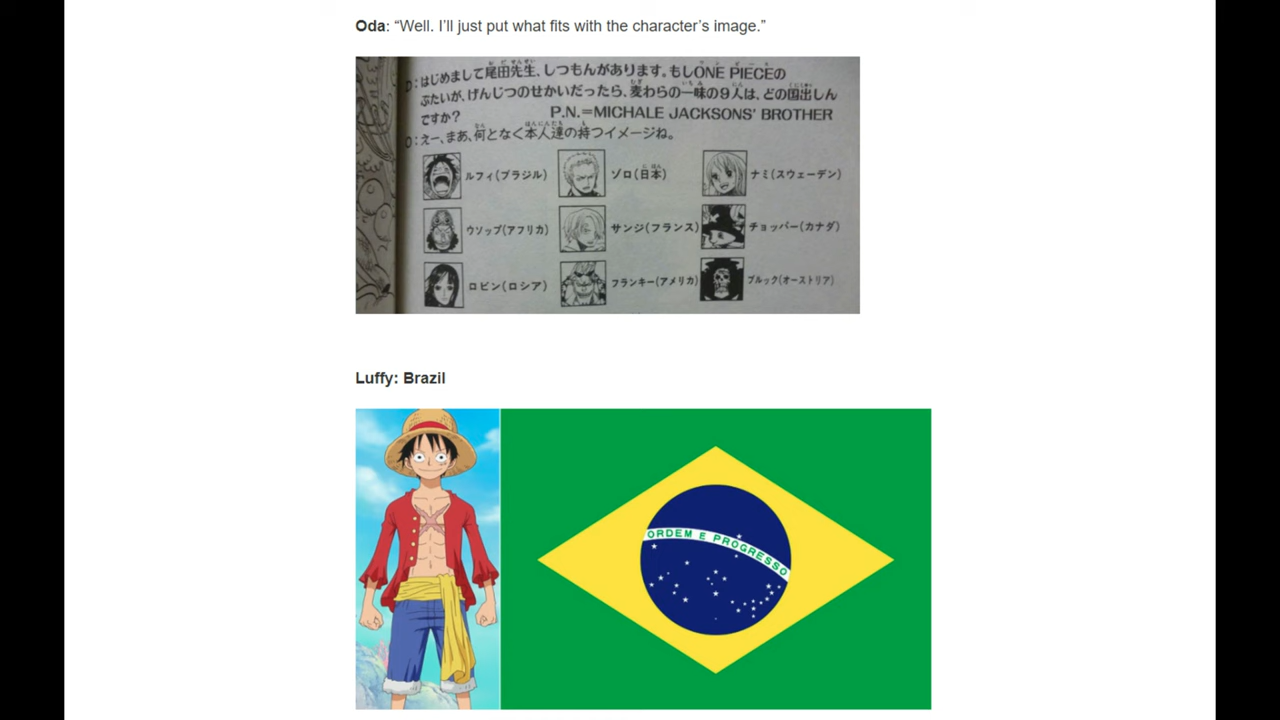 Oda: “Well. I’ll just put what fits with the character’s image.”
D:はじめまして尾田先生、しつもんがあります。もしONE PIECEの
ぶたいが、げんじつのせかいだったら、麦わらの一味の9人は、どの国出しん
ですか? P.N.=MICHALE JACKSONS' BROTHER
O:えー、まあ、何となく本人達の持つイメージね。
ルフィ(ブラジル) ゾロ(日本) ナミ(スウェーデン)
ウソップ(アフリカ) サンジ(フランス) チョッパー(カナダ)
ロビン(ロシア) フランキー(アメリカ) ブルック(オーストリア)
Luffy: Brazil
ORDEM E PROGRESSO